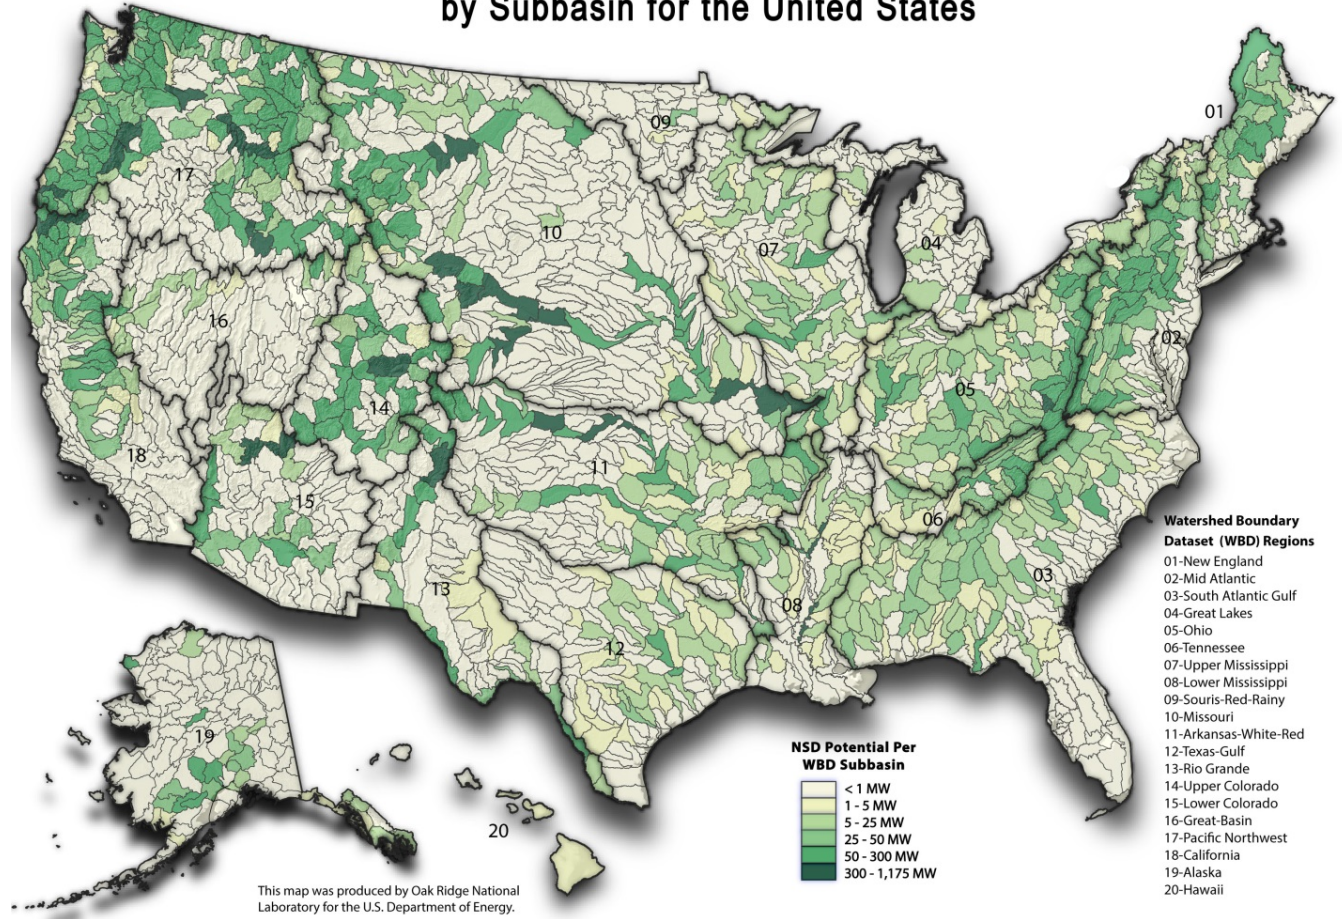 by Subbasin for the United States
01
09
17
10
04
07
16
02
05
14
18
11
15
06
03
13
08
12
19
20
Watershed Boundary
Dataset (WBD) Regions
01-New England
02-Mid Atlantic
03-South Atlantic Gulf
04-Great Lakes
05-Ohio
06-Tennessee
07-Upper Mississippi
08-Lower Mississippi
09-Souris-Red-Rainy
10-Missouri
11-Arkansas-White-Red
12-Texas-Gulf
13-Rio Grande
14-Upper Colorado
15-Lower Colorado
16-Great-Basin
17-Pacific Northwest
18-California
19-Alaska
20-Hawaii
NSD Potential Per
WBD Subbasin
< 1 MW
1 - 5 MW
5 - 25 MW
25 - 50 MW
50 - 300 MW
300 - 1,175 MW
This map was produced by Oak Ridge National
Laboratory for the U.S. Department of Energy.